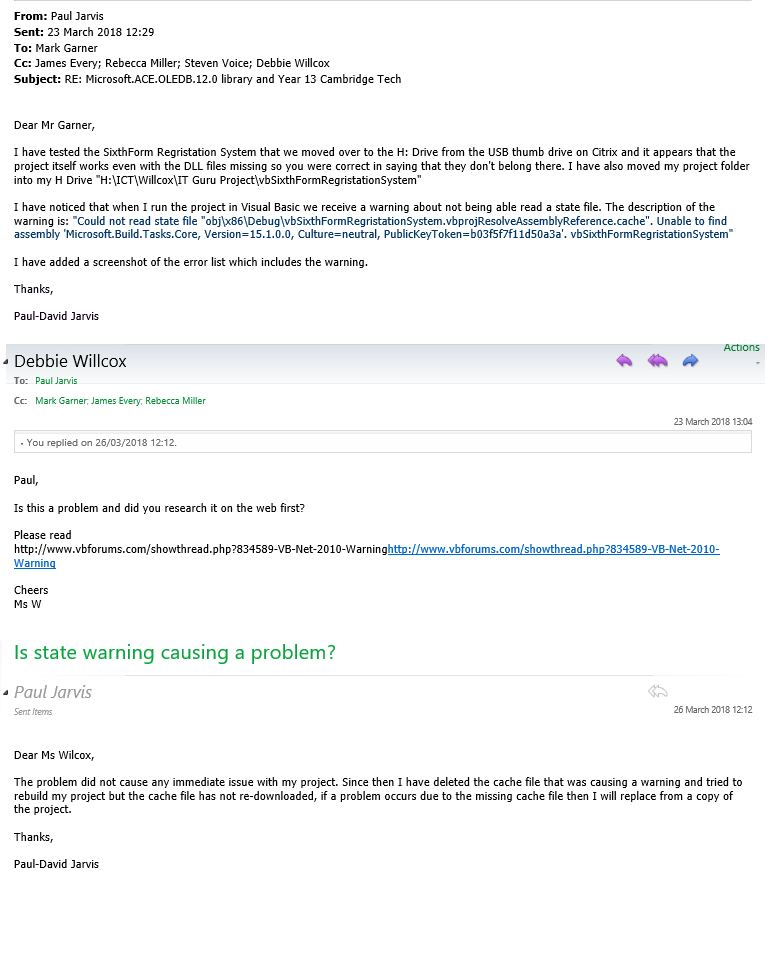 From: Paul Jarvis
Sent: 23 March 2018 12:29
To: Mark Garner
Cc: James Every; Rebecca Miller; Steven Voice; Debbie Willcox
Subject: RE: Microsoft.ACE.OLEDB.12.0 library and Year 13 Cambridge Tech
Dear Mr Garner,
I have tested the SixthForm Regristation System that we moved over to the H: Drive from the USB thumb drive on Citrix and it appears that the
project itself works even with the DLL files missing so you were correct in saying that they don't belong there. I have also moved my project folder
into my H Drive "H:\ICT\Willcox\IT Guru Project\vbSixthFormRegristationSystem"
I have noticed that when I run the project in Visual Basic we receive a warning about not being able read a state file. The description of the
warning is: "Could not read state file "obj\x86\Debug\vbSixthFormRegristationSystem.vbprojResolveAssemblyReference.cache". Unable to find
assembly 'Microsoft.Build.Tasks.Core, Version=15.1.0.0, Culture=neutral, PublicKeyToken=b03f5f7f11d50a3a'. vbSixthFormRegristationSystem"
I have added a screenshot of the error list which includes the warning.
Thanks,
Paul-David Jarvis
Actions
Debbie Willcox
To: Paul Jarvis
Cc: Mark Garner; James Every; Rebecca Miller
23 March 2018 13:04
• You replied on 26/03/2018 12:12.
Paul,
Is this a problem and did you research it on the web first?
Please read
http://www.vbforums.com/showthread.php?834589-VB-Net-2010-Warninghttp://www.vbforums.com/showthread.php?834589-VB-Net-2010-
Warning
Cheers
Ms W
Is state warning causing a problem?
Paul Jarvis
Sent Items
26 March 2018 12:12
Dear Ms Wilcox,
The problem did not cause any immediate issue with my project. Since then I have deleted the cache file that was causing a warning and tried to
rebuild my project but the cache file has not re-downloaded, if a problem occurs due to the missing cache file then I will replace from a copy of
the project.
Thanks,
Paul-David Jarvis